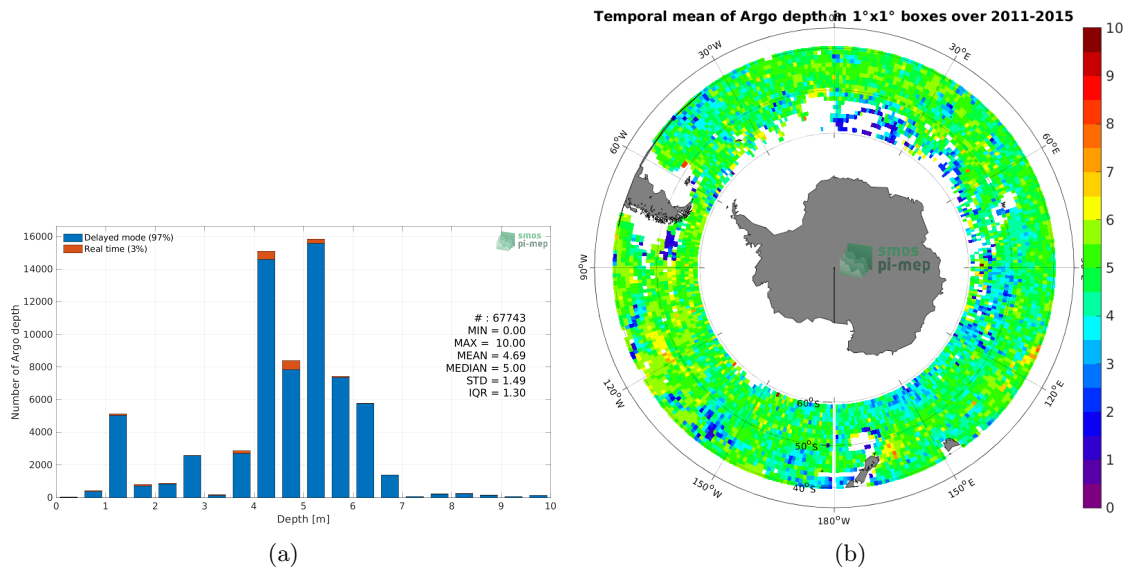 Delayed mode (97%)
Real time (3%)
smos
pi-mep
# : 67743
MIN = 0.00
MAX = 10.00
MEAN = 4.69
MEDIAN = 5.00
STD = 1.49
IQR = 1.30
Number of Argo depth
16000
14000
12000
10000
8000
6000
4000
2000
0
0 1 2 3 4 5 6 7 8 9 10
Depth [m]
(a)
Temporal mean of Argo depth in 1°x1° boxes over 2011-2015
30°W
30°E
60°W
60°E
90°W
120°W
120°E
150°W
150°E
180°W
60°S
50°S
40°S
smos
pi-mep
10
9
8
7
6
5
4
3
2
1
0
(b)